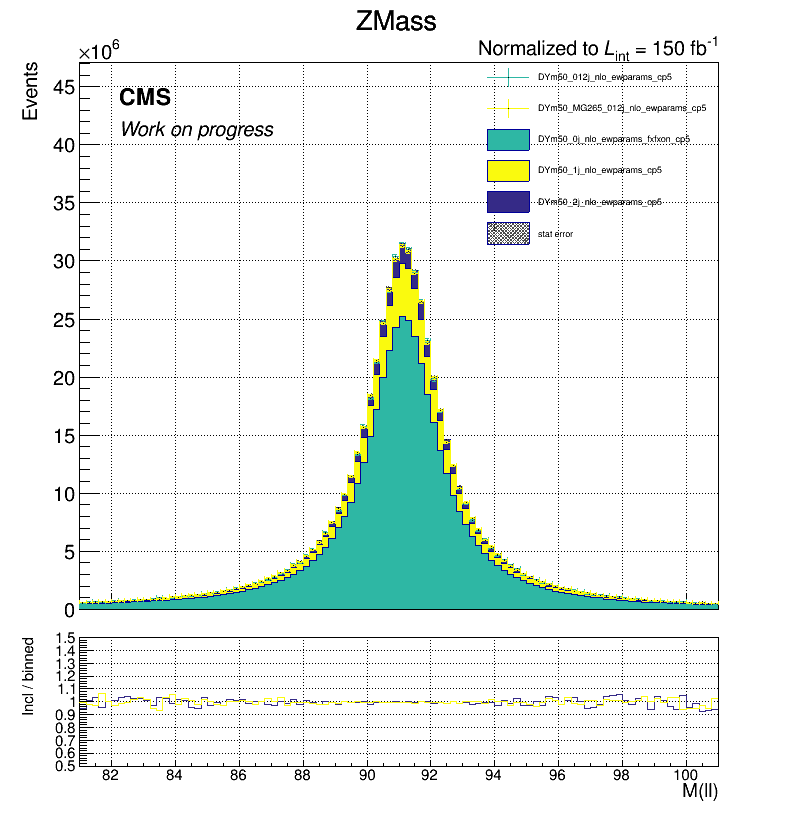 ZMass
×10⁶
Normalized to L_int = 150 fb⁻¹
Events
CMS
Work on progress
DYm50_012j_nlo_ewparams_cp5
DYm50_MG265_012j_nlo_ewparams_cp5
DYm50_0j_nlo_ewparams_fxfxon_cp5
DYm50_1j_nlo_ewparams_cp5
DYm50_2j_nlo_ewparams_cp5
stat error
45
40
35
30
25
20
15
10
5
0
Incl / binned
1.5
1.4
1.3
1.2
1.1
1
0.9
0.8
0.7
0.6
0.5
82 84 86 88 90 92 94 96 98 100
M(ll)